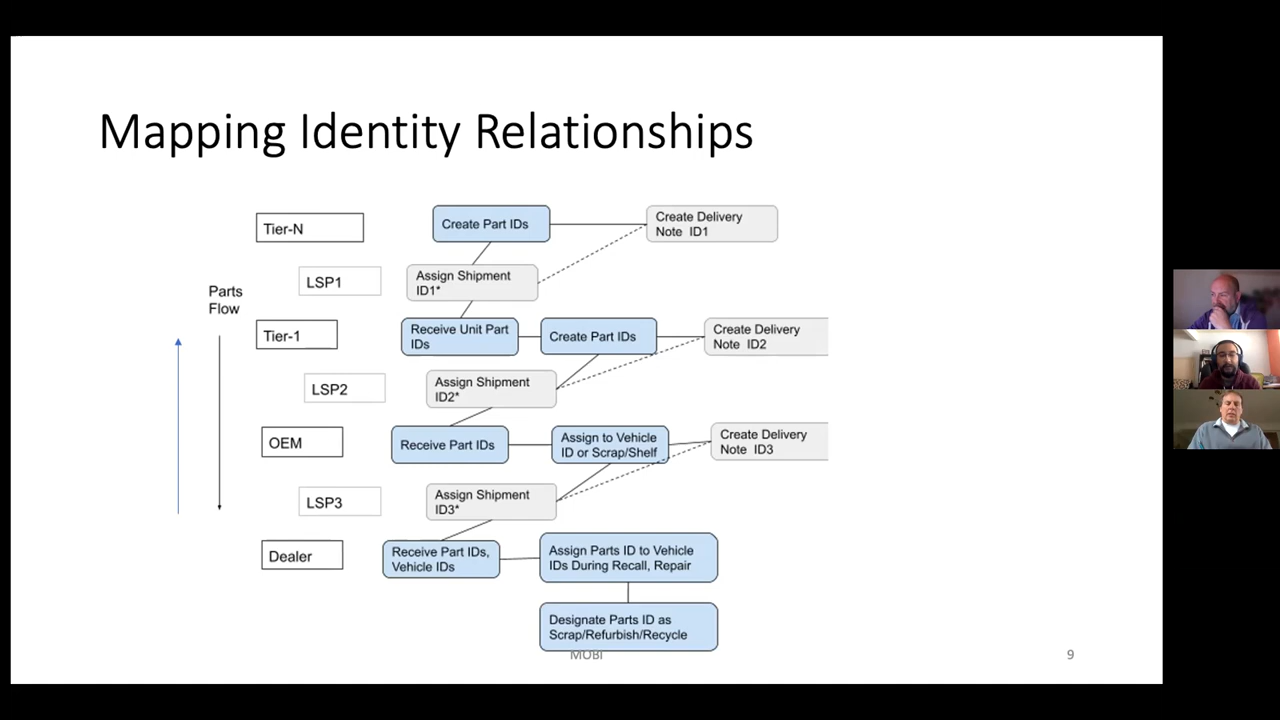 Mapping Identity Relationships
Tier-N
Create Part IDs
Create Delivery
Note ID1
LSP1
Assign Shipment
ID1*
Parts
Flow
Tier-1
Receive Unit Part
IDs
Create Part IDs
Create Delivery
Note ID2
LSP2
Assign Shipment
ID2*
OEM
Receive Part IDs
Assign to Vehicle
ID or Scrap/Shelf
Create Delivery
Note ID3
LSP3
Assign Shipment
ID3*
Dealer
Receive Part IDs,
Vehicle IDs
Assign Parts ID to Vehicle
IDs During Recall, Repair
Designate Parts ID as
Scrap/Refurbish/Recycle
MOBI
9